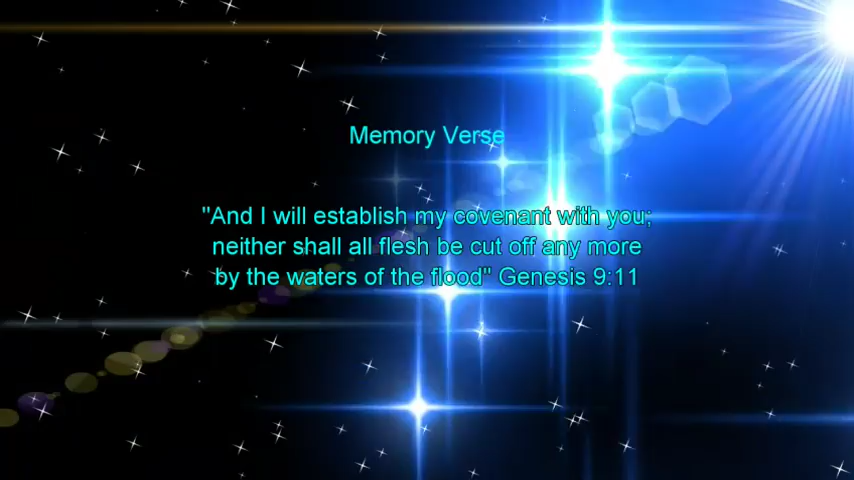 Memory Verse
"And I will establish my covenant with you;
neither shall all flesh be cut off any more
by the waters of the flood" Genesis 9:11